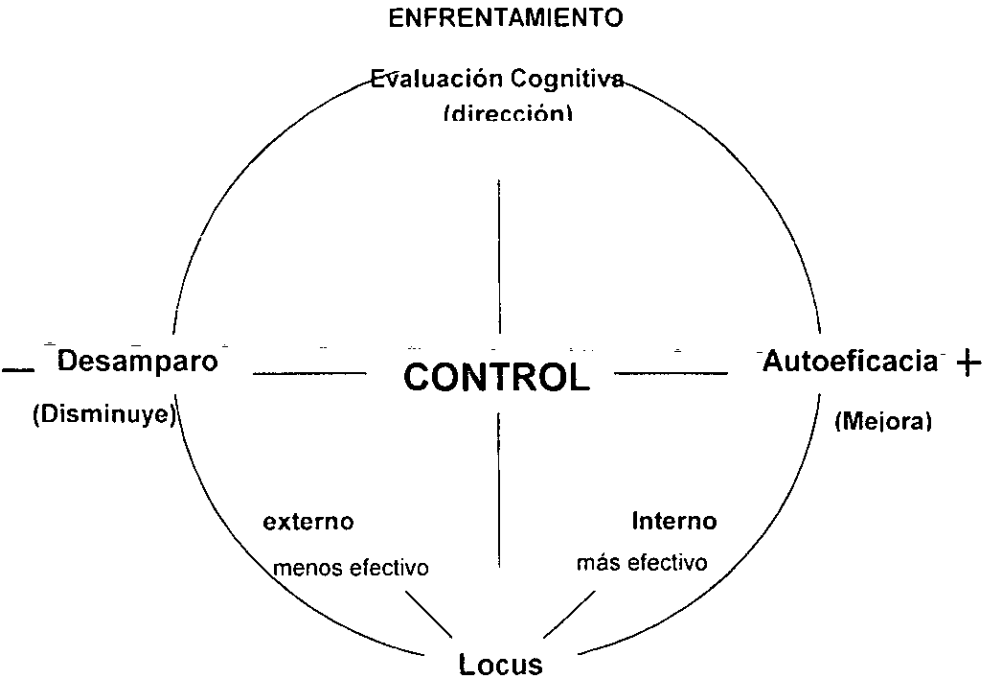 ENFRENTAMIENTO
Evaluación Cognitiva
(dirección)
— Desamparo
CONTROL
Autoeficacia +
(Disminuye)
(Mejora)
externo
Interno
menos efectivo
más efectivo
Locus